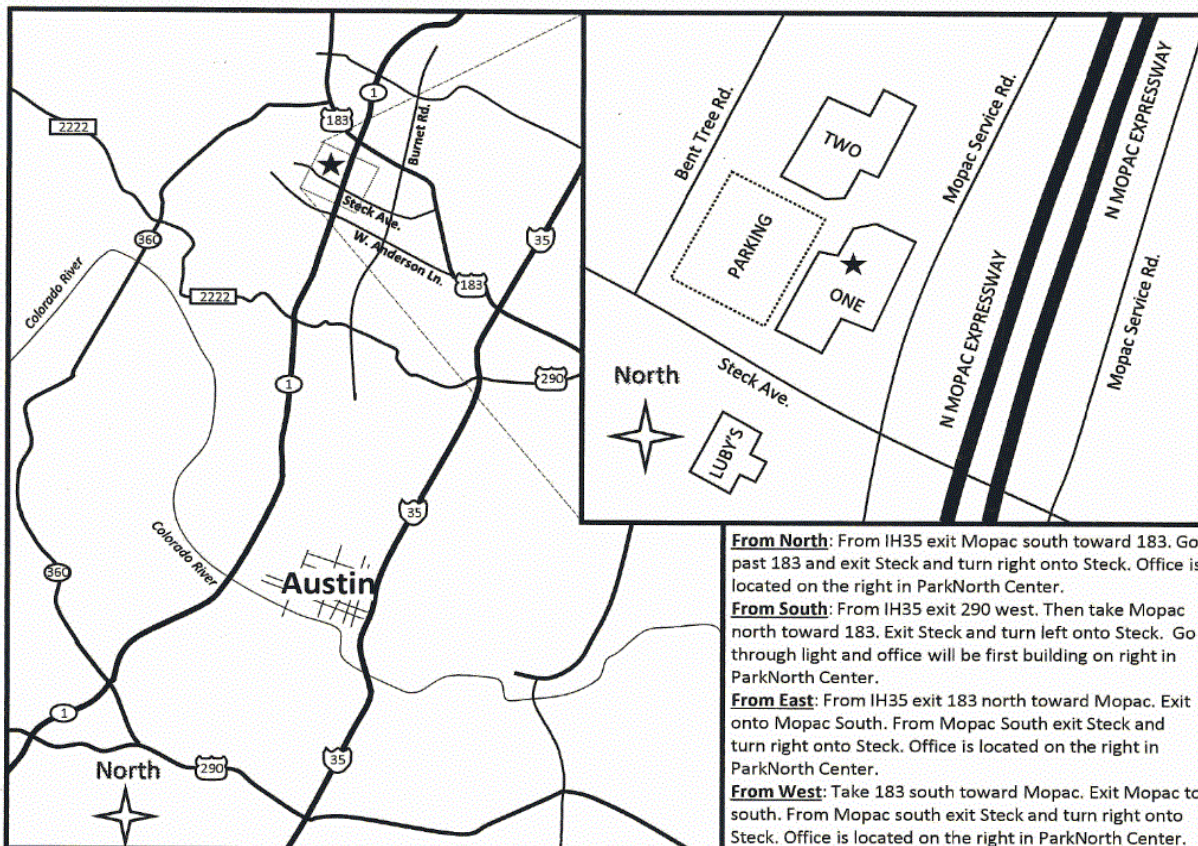 1
183
Burnet Rd.
2222
Steck Ave.
W. Anderson Ln.
360
35
183
2222
Colorado River
290
1
35
360
Colorado River
Austin
1
290
35
North
Bent Tree Rd.
TWO
Mopac Service Rd.
N MOPAC EXPRESSWAY
PARKING
ONE
N MOPAC EXPRESSWAY
Mopac Service Rd.
Steck Ave.
North
LUBY'S
From North: From IH35 exit Mopac south toward 183. Go
past 183 and exit Steck and turn right onto Steck. Office is
located on the right in ParkNorth Center.
From South: From IH35 exit 290 west. Then take Mopac
north toward 183. Exit Steck and turn left onto Steck. Go
through light and office will be first building on right in
ParkNorth Center.
From East: From IH35 exit 183 north toward Mopac. Exit
onto Mopac South. From Mopac South exit Steck and
turn right onto Steck. Office is located on the right in
ParkNorth Center.
From West: Take 183 south toward Mopac. Exit Mopac to
south. From Mopac south exit Steck and turn right onto
Steck. Office is located on the right in ParkNorth Center.